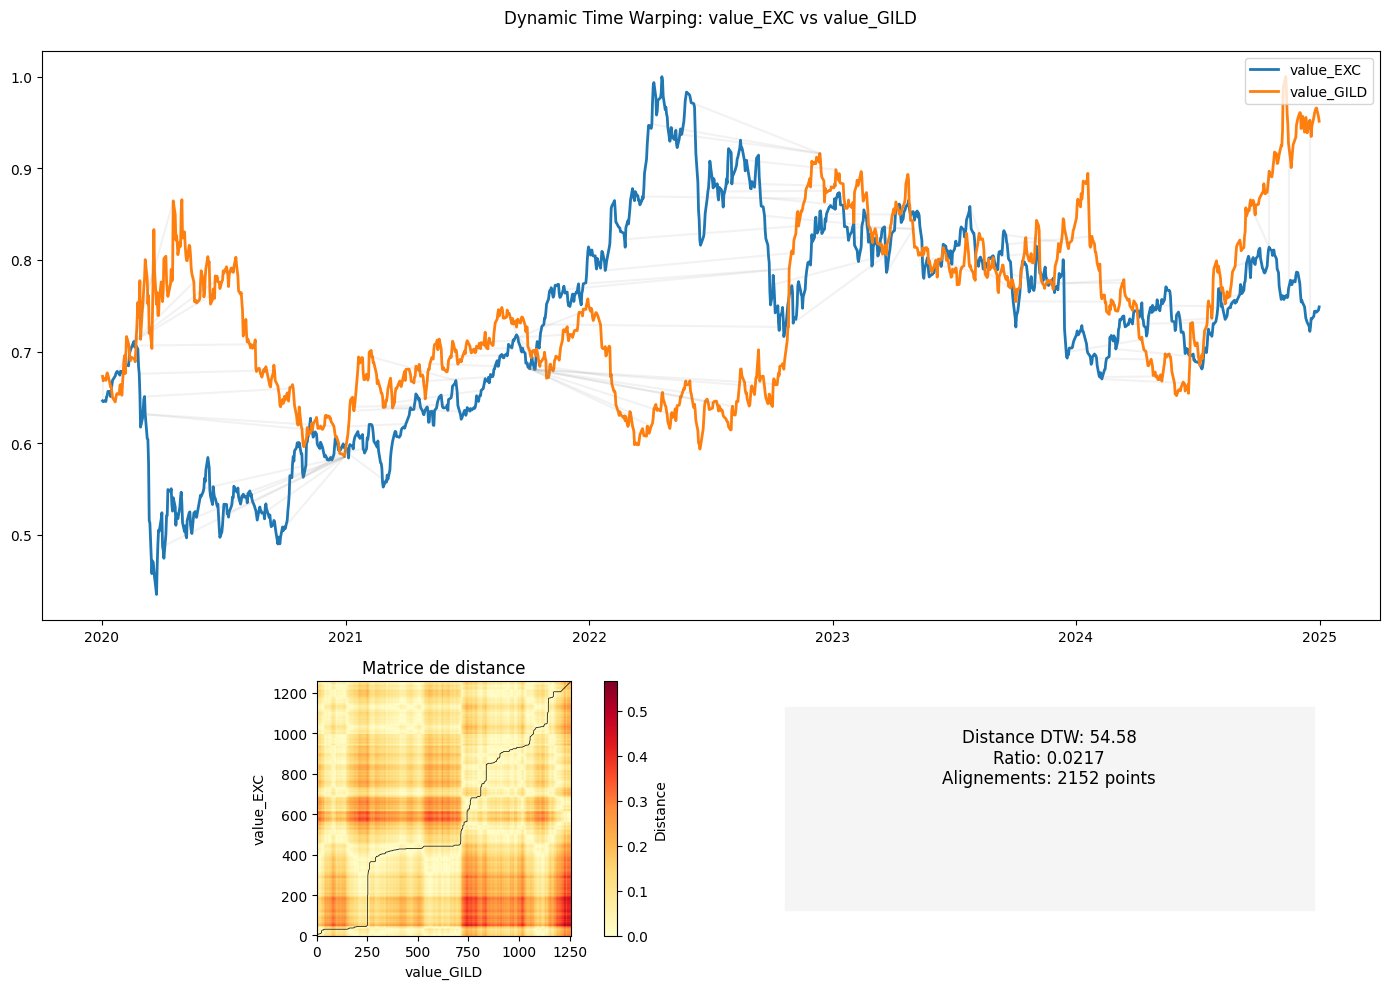 Dynamic Time Warping: value_EXC vs value_GILD
1.0
0.9
0.8
0.7
0.6
0.5
value_EXC
value_GILD
2020 2021 2022 2023 2024 2025
Matrice de distance
1200
1000
800
600
400
200
0
value_EXC
0 250 500 750 1000 1250
value_GILD
0.5
0.4
0.3
0.2
0.1
0.0
Distance
Distance DTW: 54.58
Ratio: 0.0217
Alignements: 2152 points